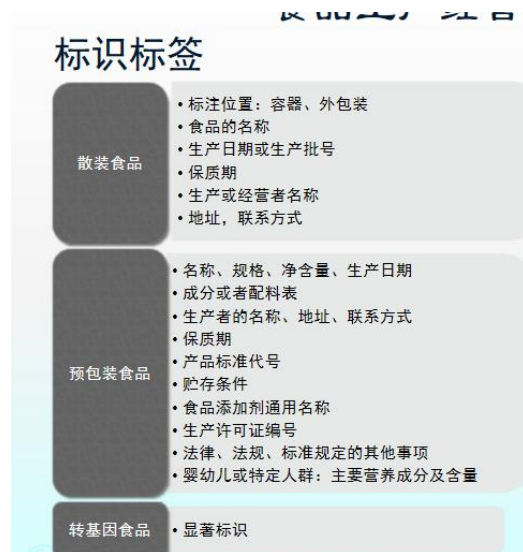 标识标签
散装食品
• 标注位置：容器、外包装
• 食品的名称
• 生产日期或生产批号
• 保质期
• 生产或经营者名称
• 地址，联系方式
预包装食品
• 名称、规格、净含量、生产日期
• 成分或者配料表
• 生产者的名称、地址、联系方式
• 保质期
• 产品标准代号
• 贮存条件
• 食品添加剂通用名称
• 生产许可证编号
• 法律、法规、标准规定的其他事项
• 婴幼儿或特定人群：主要营养成分及含量
转基因食品
• 显著标识